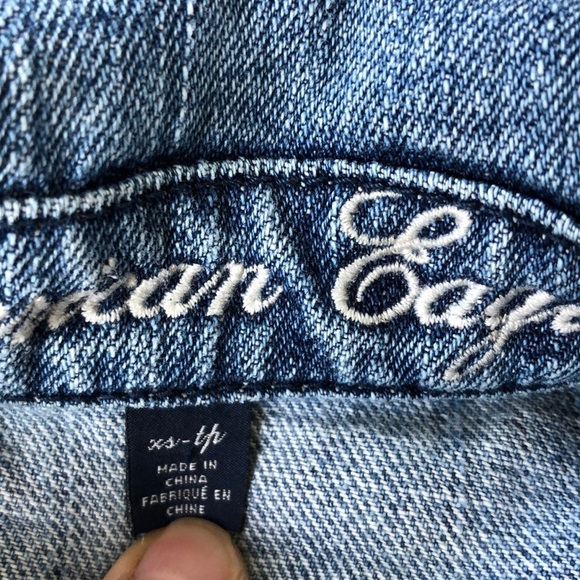 rican Eag
xs-tp
MADE IN
CHINA
FABRIQUÉ EN
CHINE